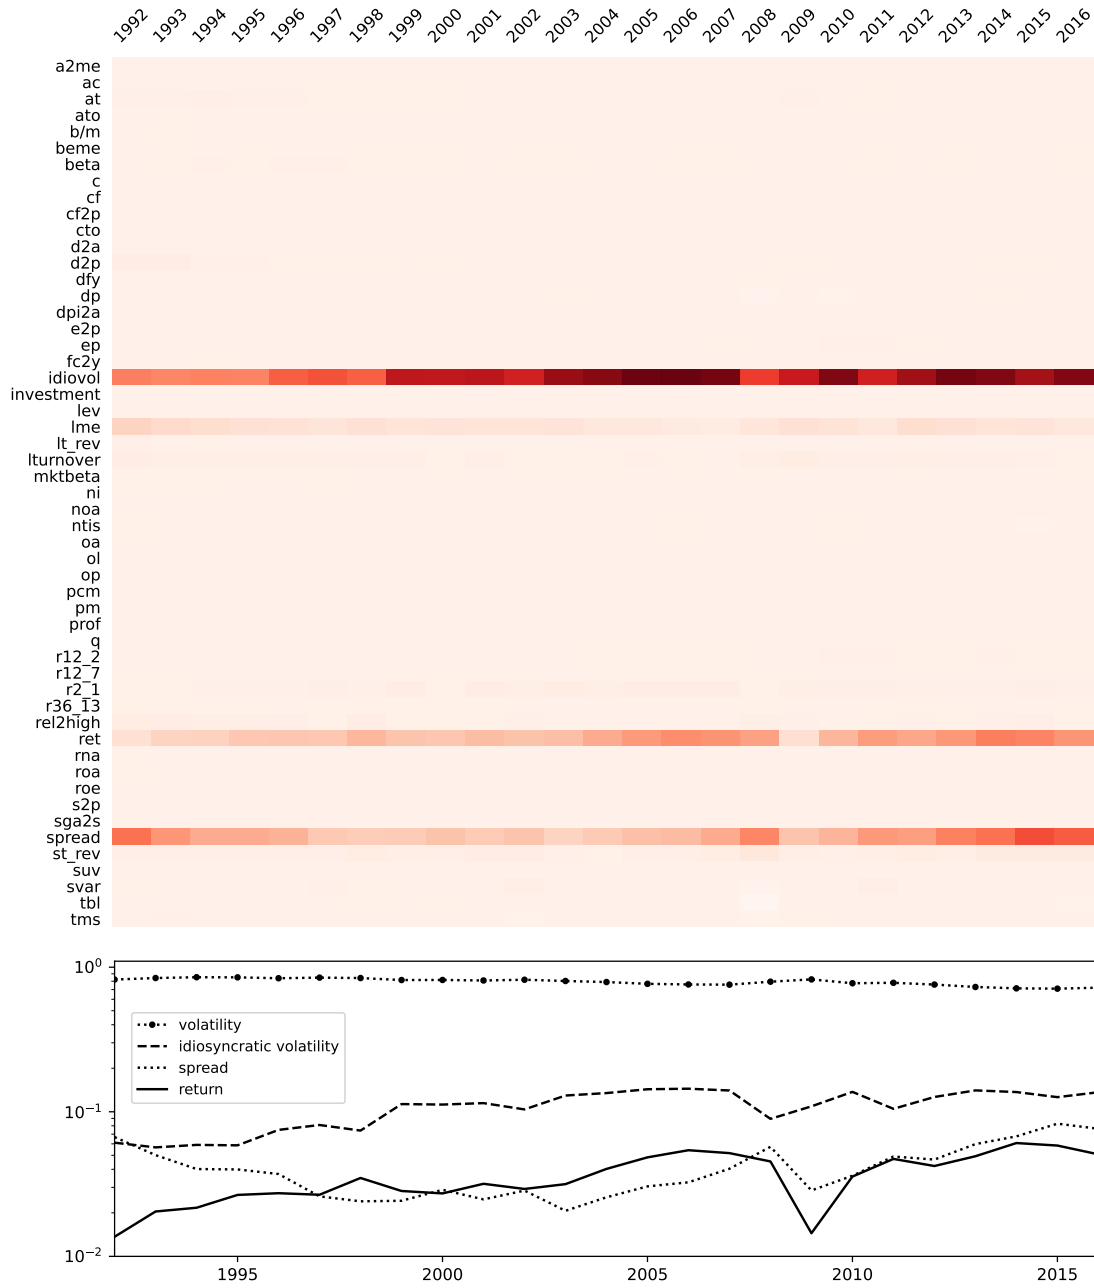 1992 1993 1994 1995 1996 1997 1998 1999 2000 2001 2002 2003 2004 2005 2006 2007 2008 2009 2010 2011 2012 2013 2014 2015 2016
a2me
ac
at
ato
b/m
beme
beta
c
cf
cf2p
cto
d2a
d2p
dfy
dp
dpi2a
e2p
ep
fc2y
idiovol
investment
lev
lme
lt_rev
lturnover
mktbeta
ni
noa
ntis
oa
ol
op
pcm
pm
prof
q
r12_2
r12_7
r2_1
r36_13
rel2high
ret
rna
roa
roe
s2p
sga2s
spread
st_rev
suv
svar
tbl
tms
10⁰
volatility
idiosyncratic volatility
spread
return
10⁻¹
10⁻²
1995 2000 2005 2010 2015